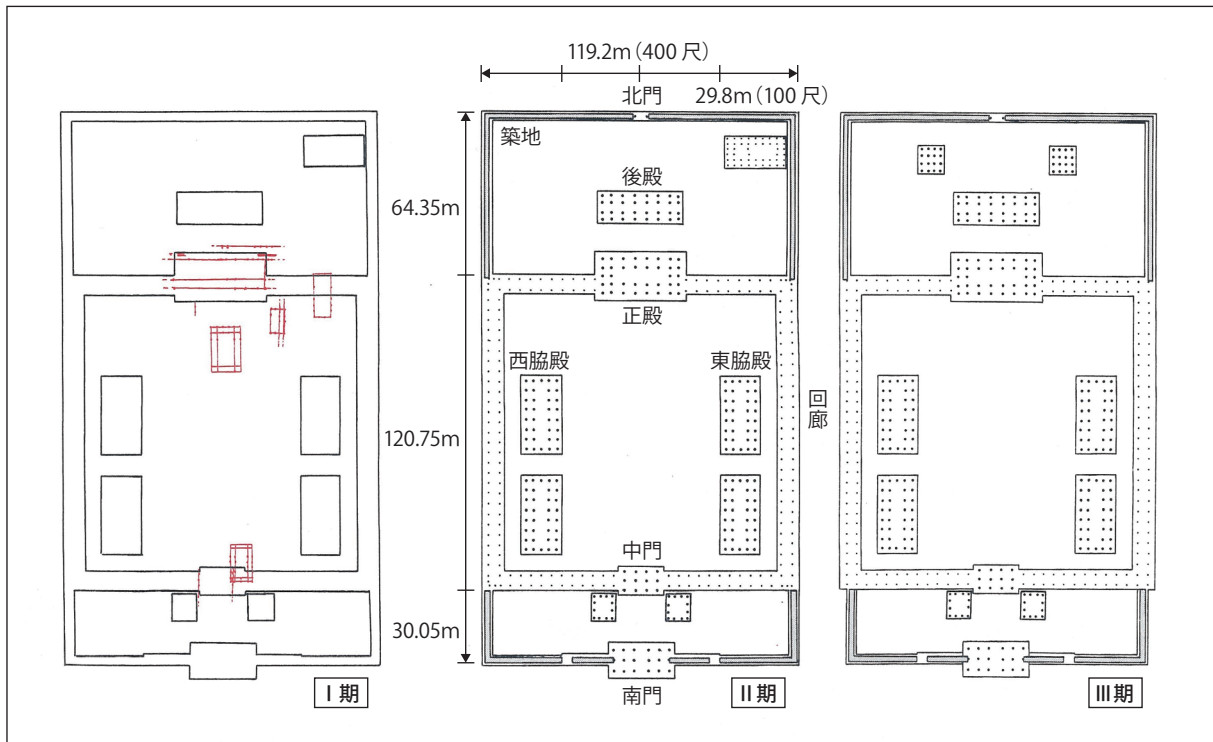 119.2m(400 尺)
北門
29.8m(100 尺)
築地
後殿
64.35m
正殿
西脇殿
東脇殿
回廊
120.75m
中門
30.05m
南門
Ⅰ期
Ⅱ期
Ⅲ期